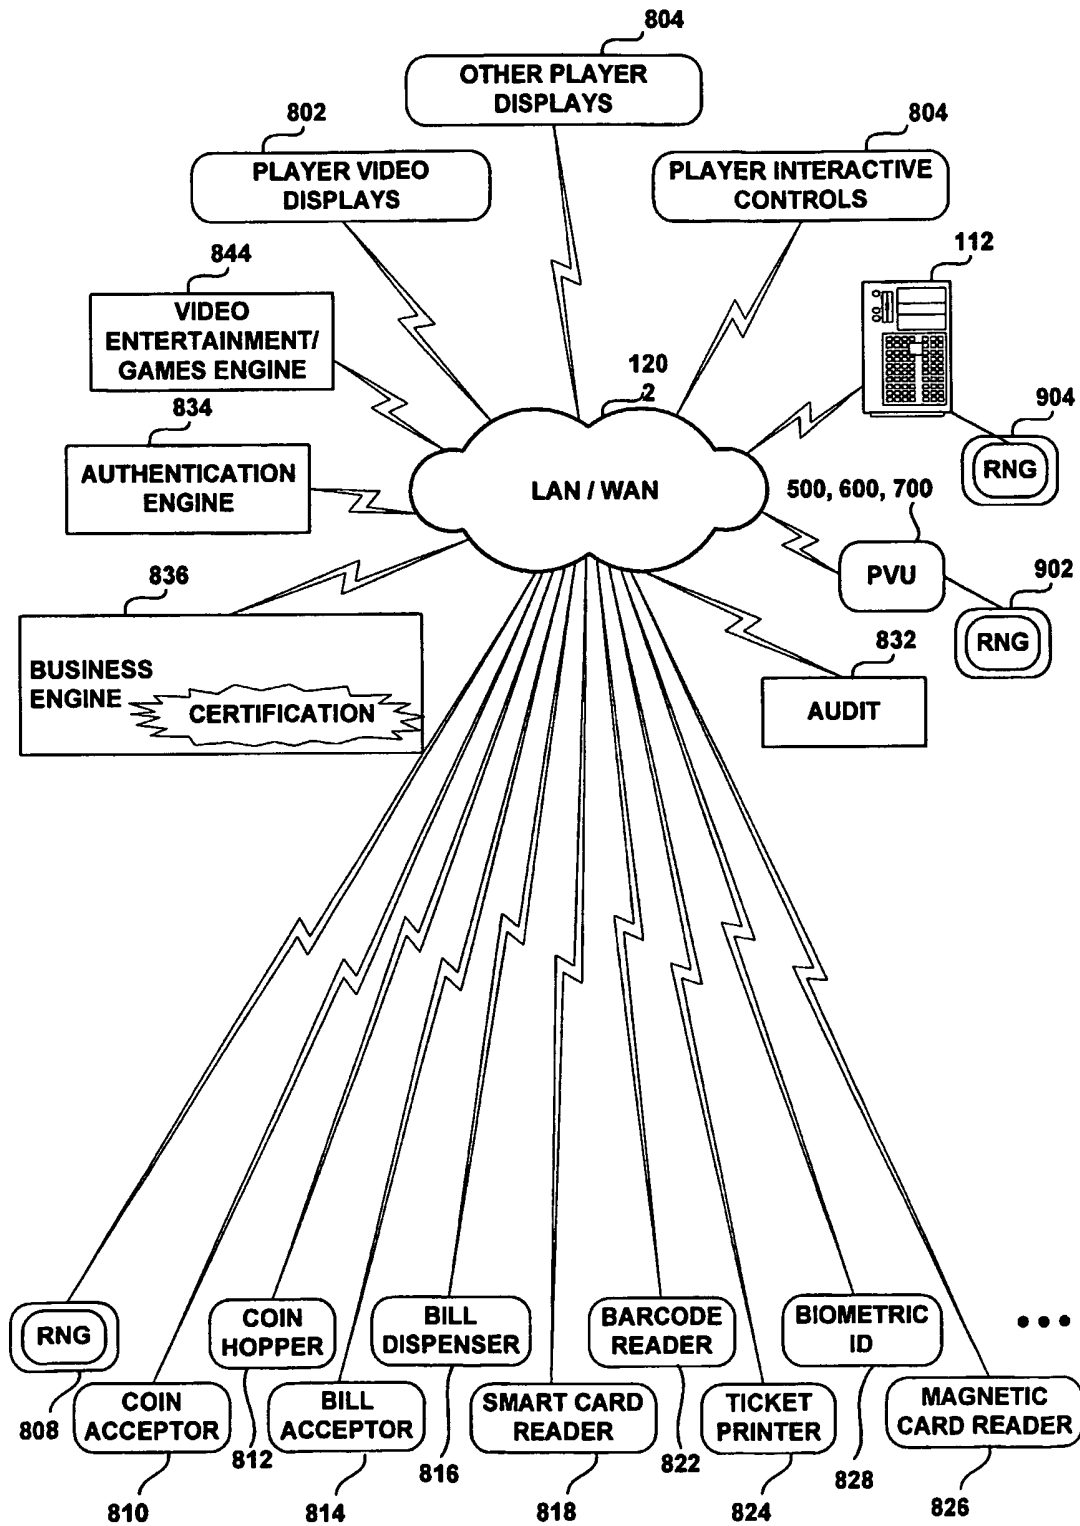 804
OTHER PLAYER
DISPLAYS
802
PLAYER VIDEO
DISPLAYS
804
PLAYER INTERACTIVE
CONTROLS
844
VIDEO
ENTERTAINMENT/
GAMES ENGINE
112
120
2
904
RNG
834
AUTHENTICATION
ENGINE
LAN / WAN
500, 600, 700
PVU
902
RNG
836
BUSINESS
ENGINE
CERTIFICATION
832
AUDIT
RNG
808
COIN
ACCEPTOR
810
COIN
HOPPER
812
BILL
ACCEPTOR
814
BILL
DISPENSER
816
SMART CARD
READER
818
BARCODE
READER
822
TICKET
PRINTER
824
BIOMETRIC
ID
828
MAGNETIC
CARD READER
826
•••